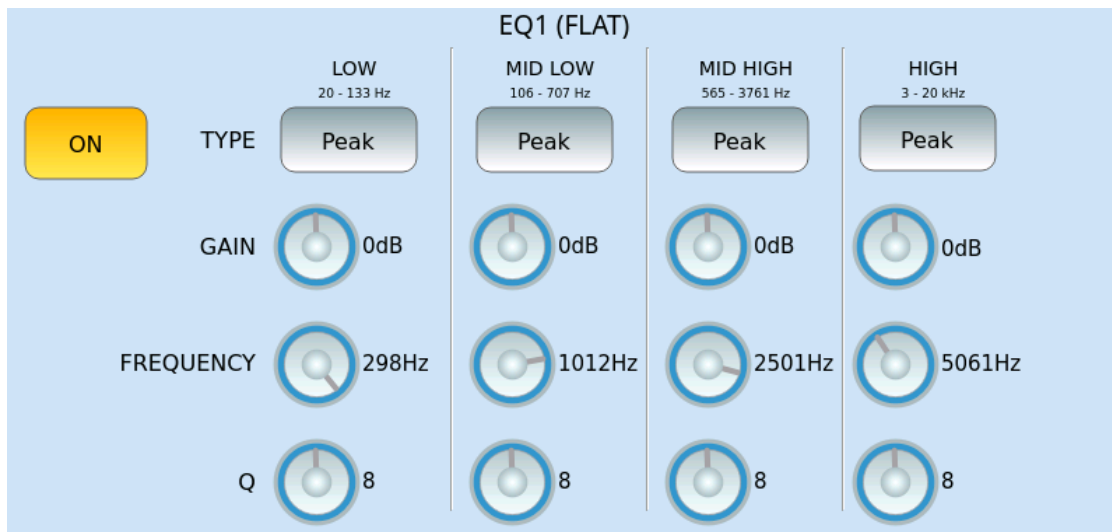 EQ1 (FLAT)
LOW MID LOW MID HIGH HIGH
20 - 133 Hz 106 - 707 Hz 565 - 3761 Hz 3 - 20 kHz
ON TYPE Peak Peak Peak Peak
GAIN 0dB 0dB 0dB 0dB
FREQUENCY 298Hz 1012Hz 2501Hz 5061Hz
Q 8 8 8 8